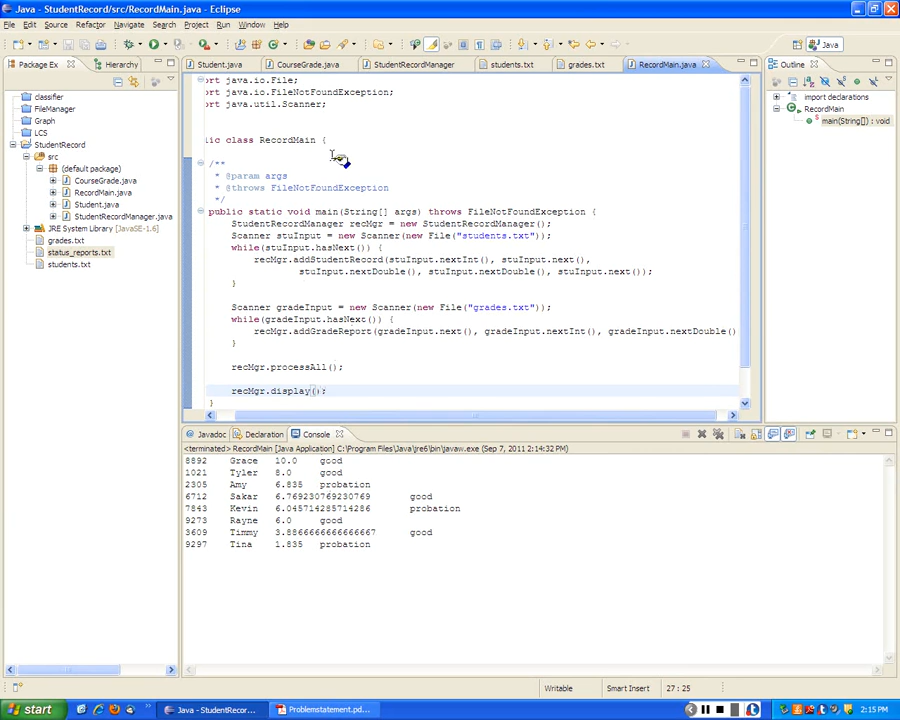 Java - StudentRecord/src/RecordMain.java - Eclipse
File Edit Source Refactor Navigate Search Project Run Window Help
Java
Package Ex
Hierarchy
classifier
FileManager
Graph
LCS
StudentRecord
src
(default package)
CourseGrade.java
RecordMain.java
Student.java
StudentRecordManager.java
JRE System Library [JavaSE-1.6]
grades.txt
status_reports.txt
students.txt
Student.java CourseGrade.java StudentRecordManager students.txt grades.txt RecordMain.java
ort java.io.File;
ort java.io.FileNotFoundException;
ort java.util.Scanner;
lic class RecordMain {
/**
* @param args
* @throws FileNotFoundException
*/
public static void main(String[] args) throws FileNotFoundException {
StudentRecordManager recMgr = new StudentRecordManager();
Scanner stuInput = new Scanner(new File("students.txt"));
while(stuInput.hasNext()) {
recMgr.addStudentRecord(stuInput.nextInt(), stuInput.next(),
stuInput.nextDouble(), stuInput.nextDouble(), stuInput.next());
}
Scanner gradeInput = new Scanner(new File("grades.txt"));
while(gradeInput.hasNext()) {
recMgr.addGradeReport(gradeInput.next(), gradeInput.nextInt(), gradeInput.nextDouble()
}
recMgr.processAll();
recMgr.display();
}
Outline
import declarations
RecordMain
main(String[]) : void
Javadoc Declaration Console
<terminated> RecordMain [Java Application] C:\Program Files\Java\jre6\bin\javaw.exe (Sep 7, 2011 2:14:32 PM)
8892 Grace 10.0 good
1021 Tyler 8.0 good
2305 Amy 6.835 probation
6712 Sakar 6.769230769230769 good
7843 Kevin 6.045714285714286 probation
9273 Rayne 6.0 good
3609 Timmy 3.8866666666666667 good
9297 Tina 1.835 probation
Writable Smart Insert 27 : 25
start
Java - StudentRecor...
Problemstatement.pd...
2:15 PM